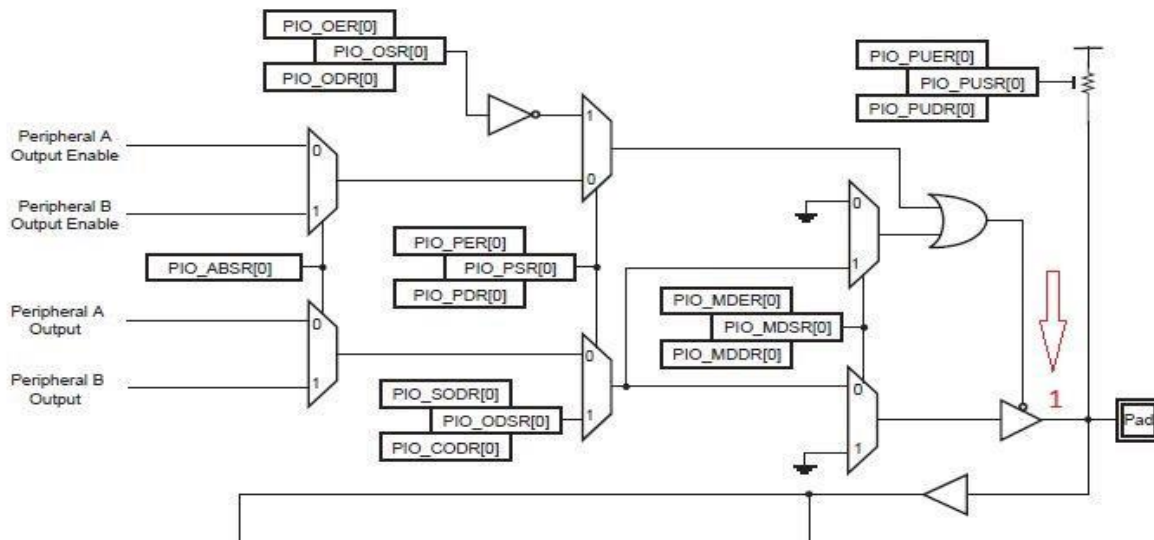 PIO_OER[0]
PIO_OSR[0]
PIO_ODR[0]
PIO_PUER[0]
PIO_PUSR[0]
PIO_PUDR[0]
1
Peripheral A
Output Enable
0
0
Peripheral B
Output Enable
1
0
PIO_ABSR[0]
PIO_PER[0]
PIO_PSR[0]
PIO_PDR[0]
1
PIO_MDER[0]
PIO_MDSR[0]
PIO_MDDR[0]
Peripheral A
Output
0
0
Peripheral B
Output
1
PIO_SODR[0]
PIO_ODSR[0]
PIO_CODR[0]
1
0
1
1
Pad